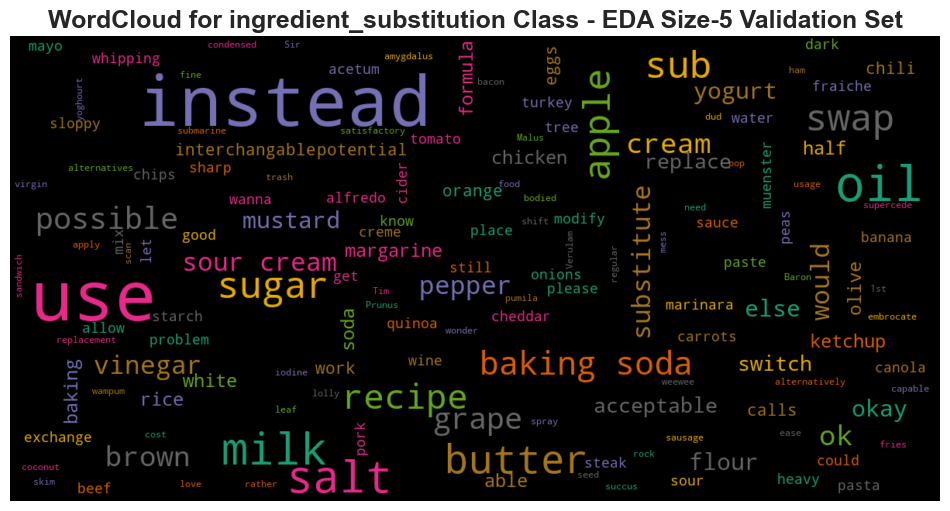 WordCloud for ingredient_substitution Class - EDA Size-5 Validation Set
mayo
whipping
condensed
Sir
amygdalus
formula
eggs
sub
dark
chili
yoghourt
fine
acetum
bacon
instead
turkey
apple
yogurt
ham
fraiche
sloppy
submarine
satisfactory
tomato
Malus
tree
cream
dud
water
swap
interchangablepotential
half
alternatives
chips
sharp
trash
cider
chicken
replace
pop
muenster
oil
virgin
wanna
alfredo
orange
food
bodied
need
usage
supercede
possible
mustard
know
place
shift
modify
substitute
sauce
peas
banana
mix
let
good
creme
Verulam
apply
scan
sour cream
margarine
still
onions
regular
mess
paste
would
olive
1st
sandwich
use
sugar
get
Tim
pepper
please
Baron
Prunus
pumila
marinara
else
embrocate
replacement
allow
starch
problem
soda
quinoa
cheddar
wonder
carrots
ketchup
baking
vinegar
white
iodine
work
wine
baking soda
weewee
switch
alternatively
canola
capable
wampum
rice
leaf
lolly
recipe
grape
spray
acceptable
calls
okay
exchange
cost
pork
sausage
ease
ok
fries
brown
milk
butter
steak
rock
flour
could
coconut
skim
beef
love
rather
salt
able
seed
succus
sour
heavy
pasta